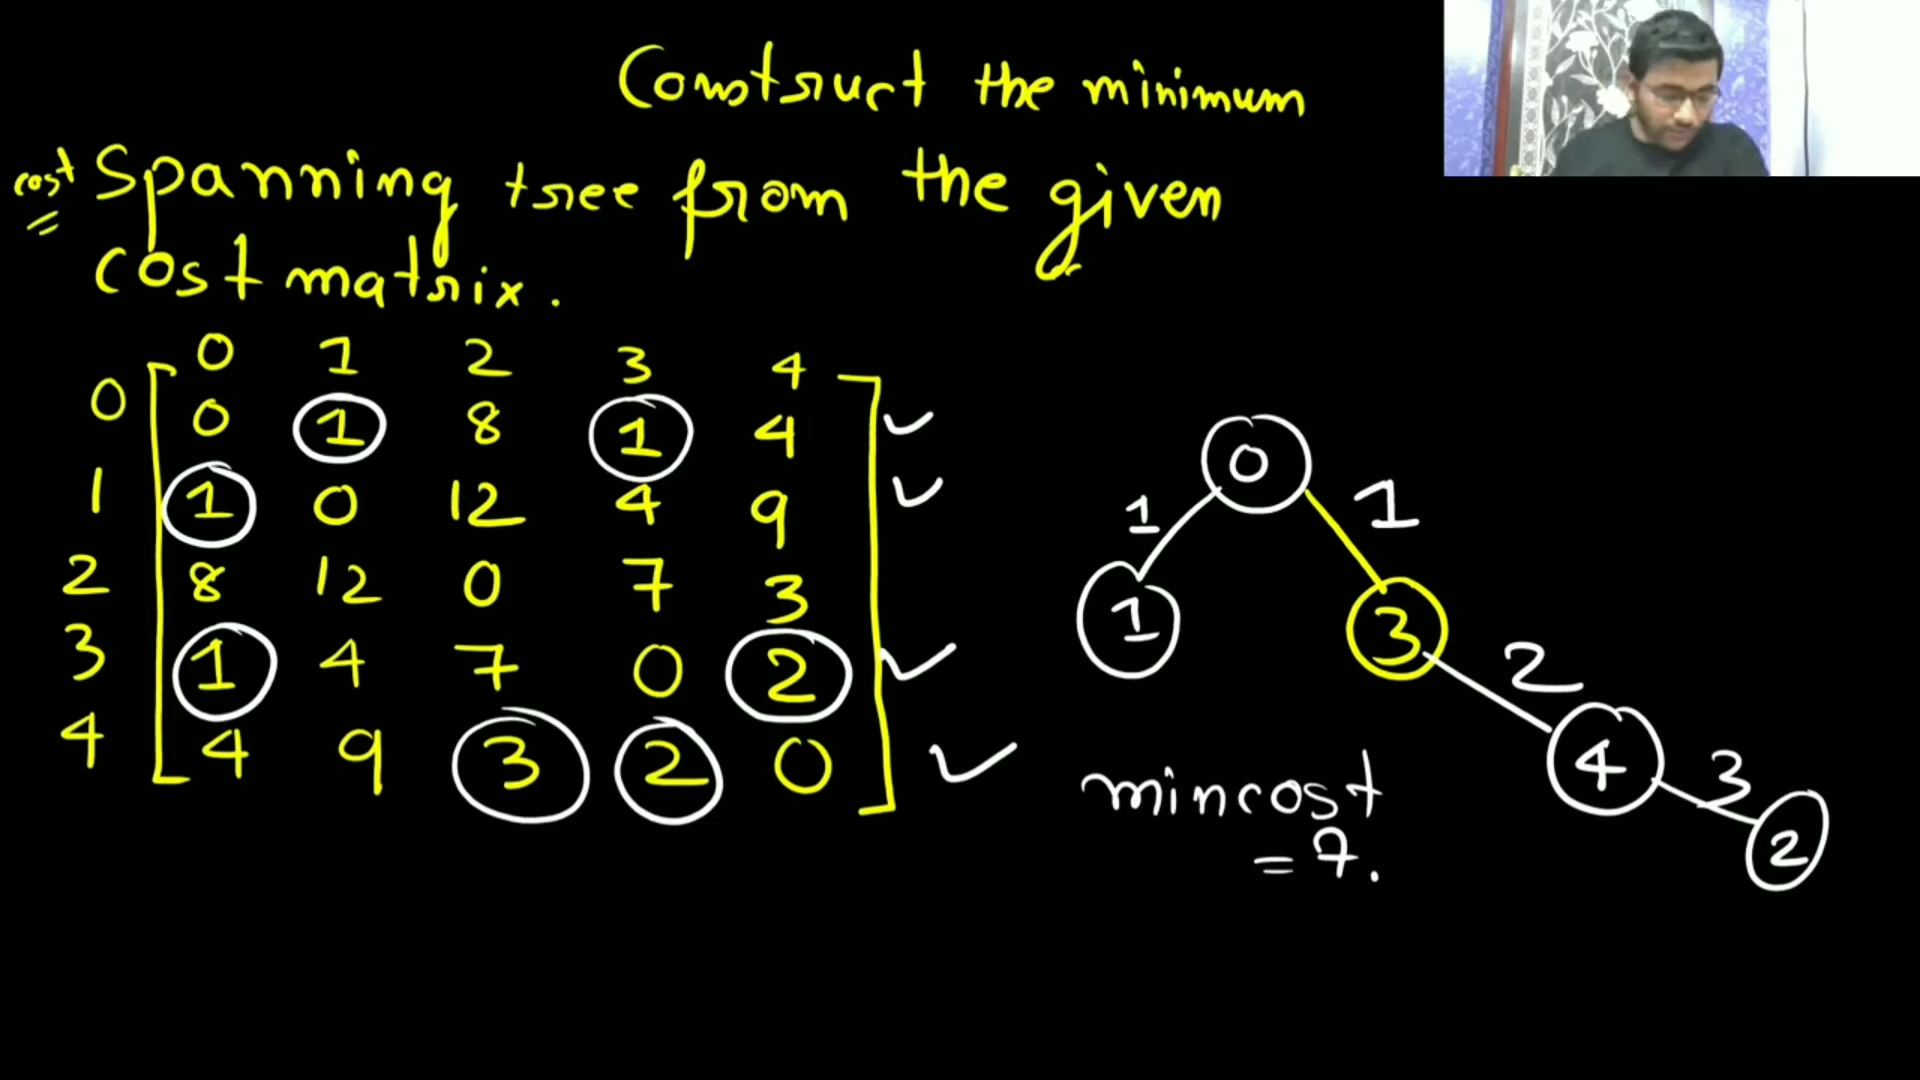 Construct the minimum
cost Spanning tree from the given
cost matrix.
0 1 2 3 4
0 0 1 8 1 4
1 1 0 12 4 9
2 8 12 0 7 3
3 1 4 7 0 2
4 4 9 3 2 0
0
1 1
1 3
2
4
3
2
mincost
= 7.